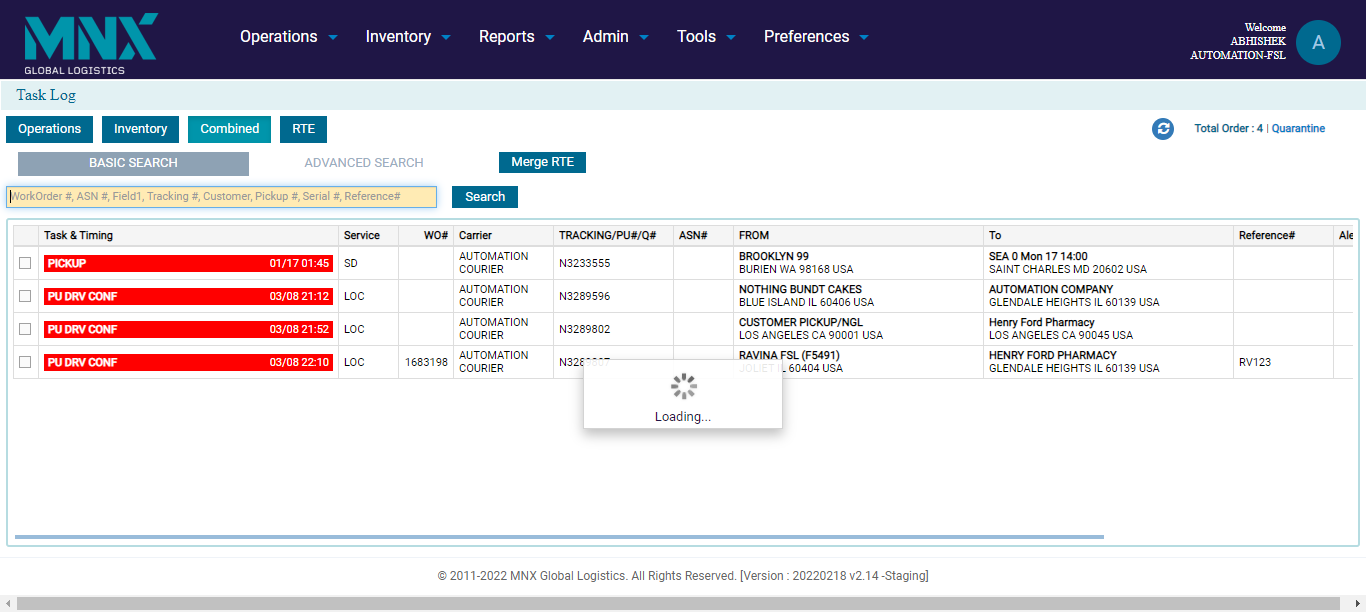 MNX
GLOBAL LOGISTICS
Operations Inventory Reports Admin Tools Preferences
Welcome
ABHISHEK
AUTOMATION-FSL
A
Task Log
Operations Inventory Combined RTE
Total Order : 4 | Quarantine
BASIC SEARCH ADVANCED SEARCH Merge RTE
WorkOrder #, ASN #, Field1, Tracking #, Customer, Pickup #, Serial #, Reference# Search
Task & Timing Service WO# Carrier TRACKING/PU#/Q# ASN# FROM To Reference# Ale
PICKUP 01/17 01:45 SD AUTOMATION COURIER N3233555 BROOKLYN 99 SEA 0 Mon 17 14:00
BURIEN WA 98168 USA SAINT CHARLES MD 20602 USA
PU DRV CONF 03/08 21:12 LOC AUTOMATION COURIER N3289596 NOTHING BUNDT CAKES AUTOMATION COMPANY
BLUE ISLAND IL 60406 USA GLENDALE HEIGHTS IL 60139 USA
PU DRV CONF 03/08 21:52 LOC AUTOMATION COURIER N3289802 CUSTOMER PICKUP/NGL Henry Ford Pharmacy
LOS ANGELES CA 90001 USA LOS ANGELES CA 90045 USA
PU DRV CONF 03/08 22:10 LOC 1683198 AUTOMATION COURIER RAVINA FSL (F5491) HENRY FORD PHARMACY RV123
JOLIET IL 60404 USA GLENDALE HEIGHTS IL 60139 USA
Loading...
© 2011-2022 MNX Global Logistics. All Rights Reserved. [Version : 20220218 v2.14 -Staging]